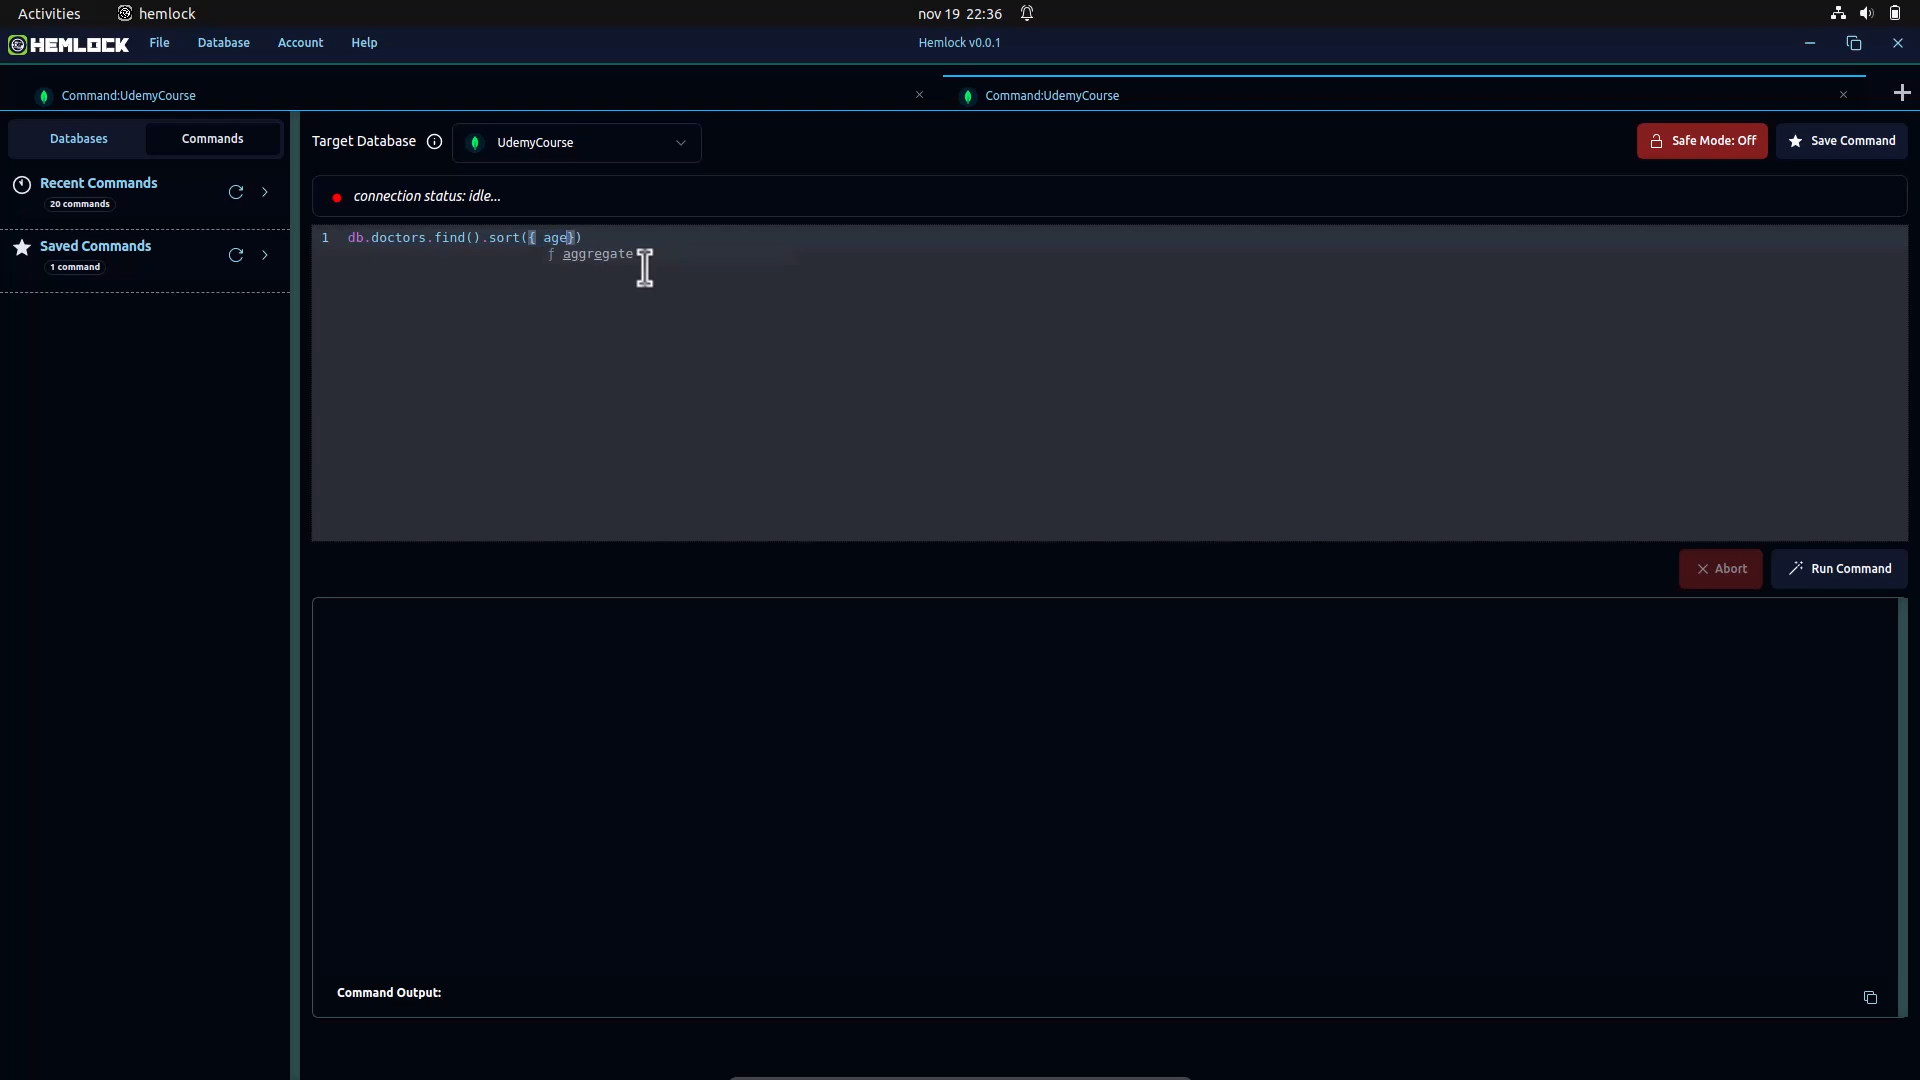 Activities
hemlock
nov 19 22:36
HEMLOCK
File
Database
Account
Help
Hemlock v0.0.1
Command:UdemyCourse
Command:UdemyCourse
Databases
Commands
Target Database
UdemyCourse
Safe Mode: Off
Save Command
Recent Commands
20 commands
connection status: idle...
Saved Commands
1 command
1 db.doctors.find().sort({ age})
ƒ aggregate
Abort
Run Command
Command Output: